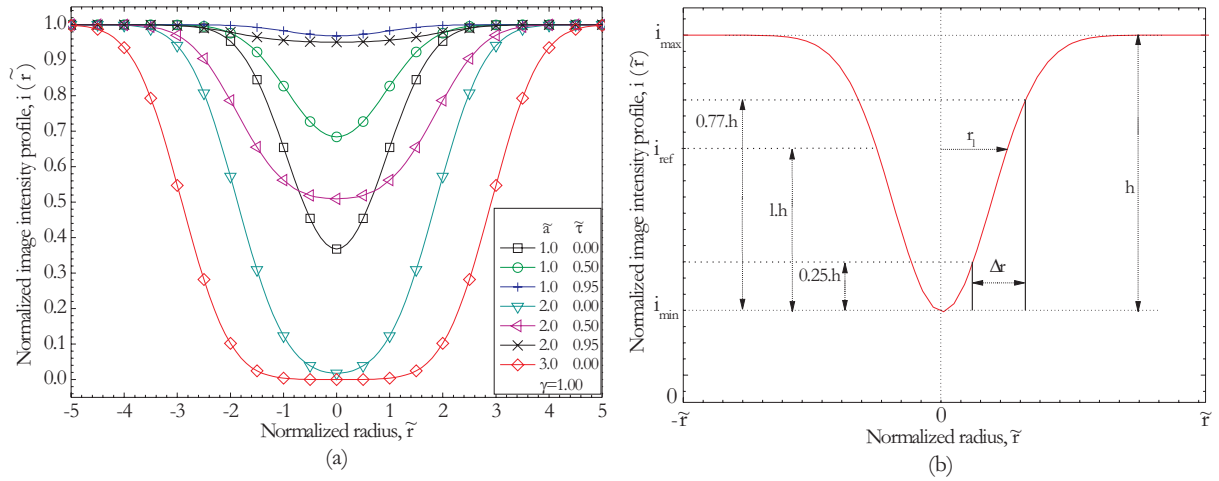 Normalized image intensity profile, i (r̃)
1.0
0.9
0.8
0.7
0.6
0.5
0.4
0.3
0.2
0.1
0.0
ã τ̃
1.0 0.00
1.0 0.50
1.0 0.95
2.0 0.00
2.0 0.50
2.0 0.95
3.0 0.00
γ=1.00
-5 -4 -3 -2 -1 0 1 2 3 4 5
Normalized radius, r̃
(a)
Normalized image intensity profile, i (r̃)
i_max
0.77.h
r_l
i_ref
l.h
h
0.25.h
Δr
i_min
0
-r̃ 0 r̃
Normalized radius, r̃
(b)